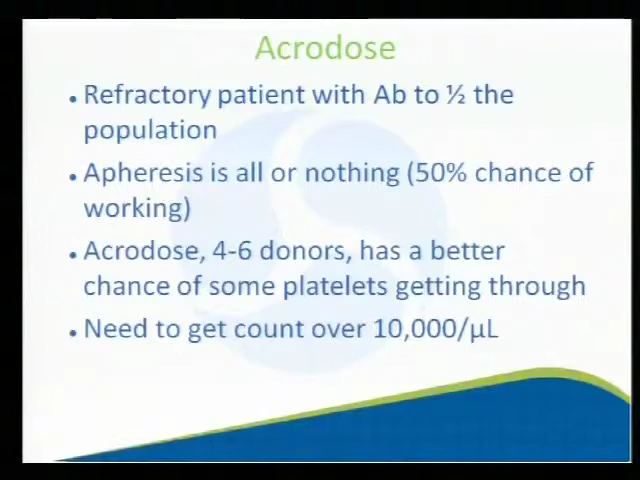 Acrodose
• Refractory patient with Ab to ½ the
population
• Apheresis is all or nothing (50% chance of
working)
• Acrodose, 4-6 donors, has a better
chance of some platelets getting through
• Need to get count over 10,000/µL